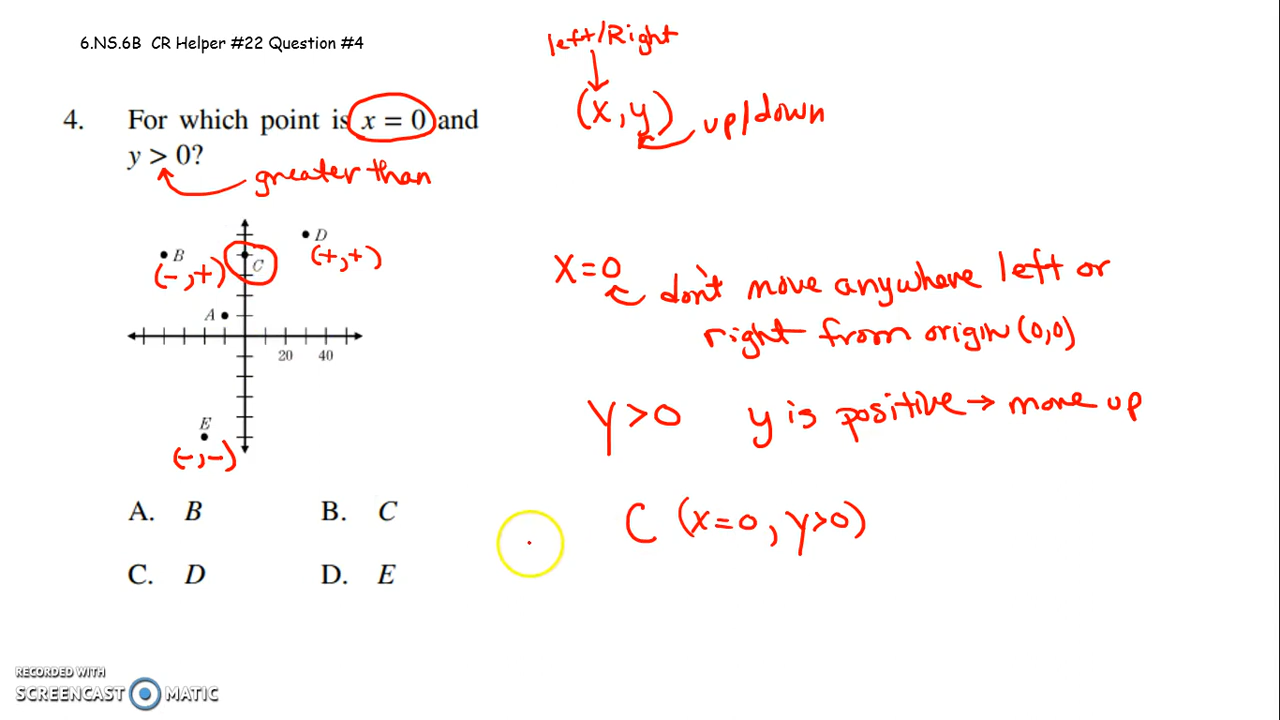 6.NS.6B CR Helper #22 Question #4
left/Right
(x,y)
up/down
4. For which point is x = 0 and
y > 0?
greater than
D
B
(+,+)
(-,+)
C
A
20 40
E
(-,-)
x=0
don't move anywhere left or
right from origin (0,0)
y>0 y is positive → move up
C (x=0, y>0)
A. B B. C
C. D D. E
RECORDED WITH
SCREENCAST MATIC